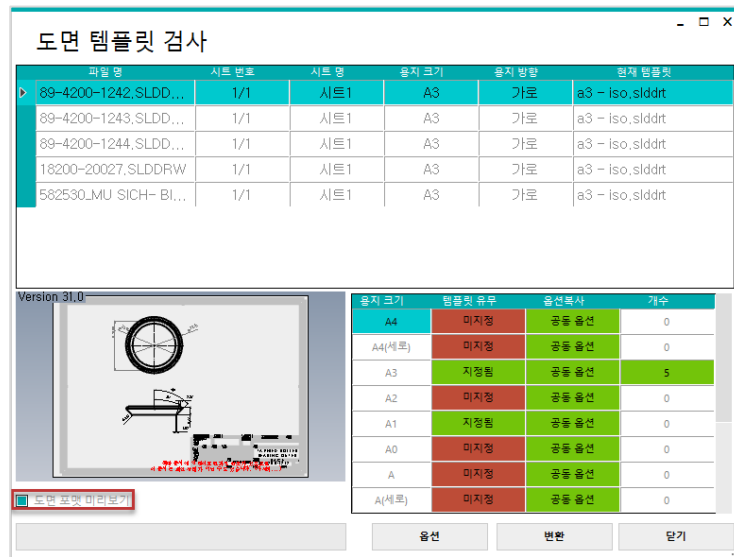 도면 템플릿 검사
파일 명 시트 번호 시트 명 용지 크기 용지 방향 현재 템플릿
89-4200-1242.SLDD... 1/1 시트1 A3 가로 a3 - iso.slddrt
89-4200-1243.SLDD... 1/1 시트1 A3 가로 a3 - iso.slddrt
89-4200-1244.SLDD... 1/1 시트1 A3 가로 a3 - iso.slddrt
18200-20027.SLDDRW 1/1 시트1 A3 가로 a3 - iso.slddrt
582530_MU SICH- BI... 1/1 시트1 A3 가로 a3 - iso.slddrt
Version 31.0
용지 크기 템플릿 유무 옵션복사 개수
A4 미지정 공동 옵션 0
A4(세로) 미지정 공동 옵션 0
A3 지정됨 공동 옵션 5
A2 미지정 공동 옵션 0
A1 지정됨 공동 옵션 0
A0 미지정 공동 옵션 0
A 미지정 공동 옵션 0
A(세로) 미지정 공동 옵션 0
도면 포맷 미리보기
옵션 변환 닫기